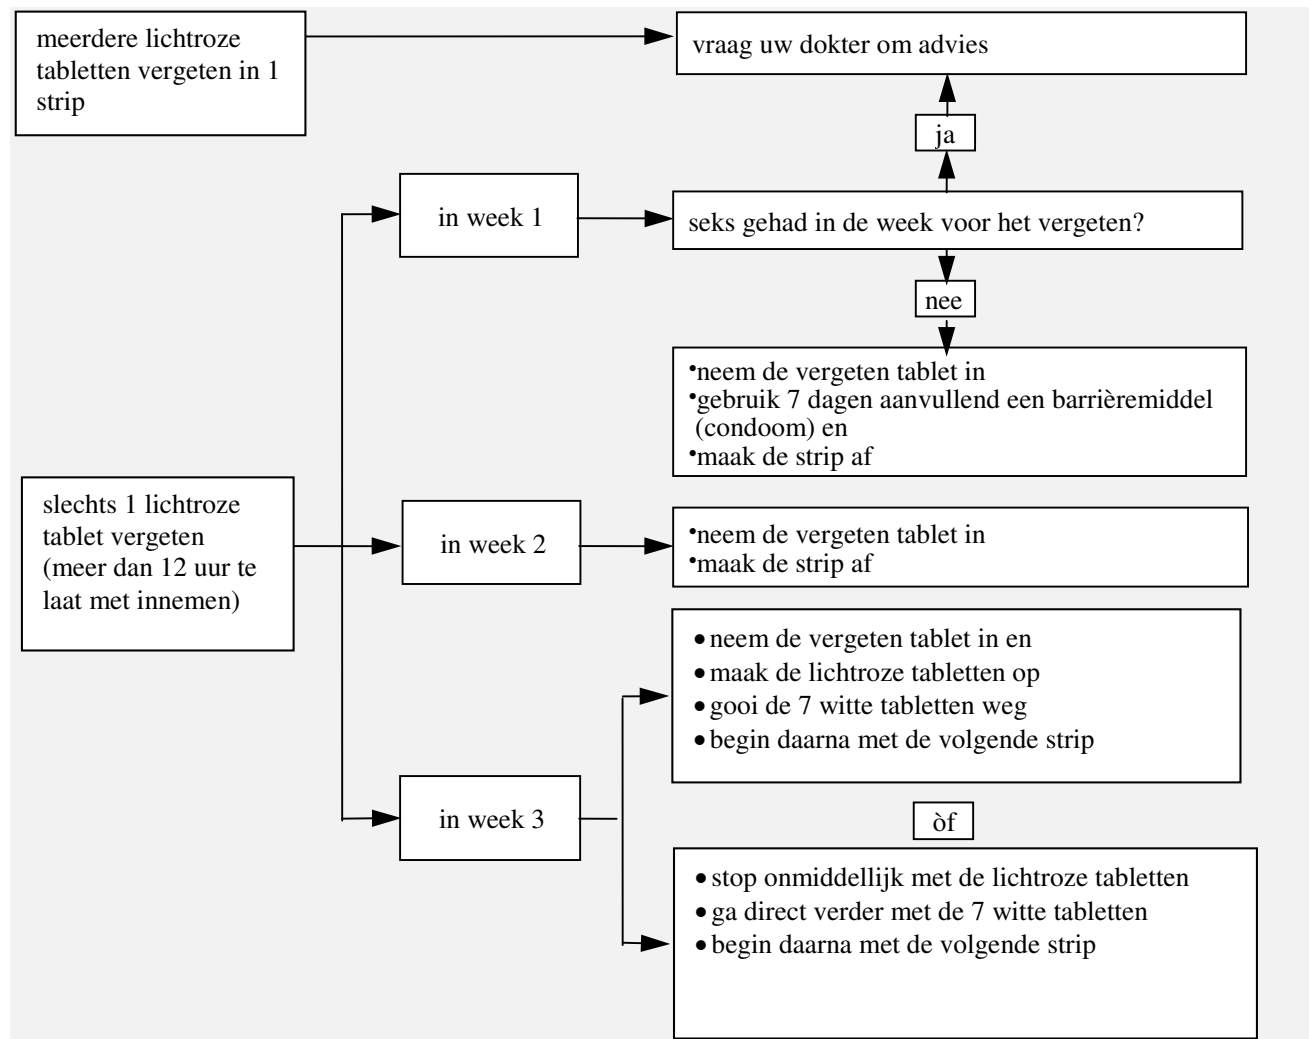 meerdere lichtroze
tabletten vergeten in 1
strip
vraag uw dokter om advies
ja
in week 1
seks gehad in de week voor het vergeten?
nee
•neem de vergeten tablet in
•gebruik 7 dagen aanvullend een barrièremiddel
(condoom) en
•maak de strip af
slechts 1 lichtroze
tablet vergeten
(meer dan 12 uur te
laat met innemen)
in week 2
•neem de vergeten tablet in
•maak de strip af
in week 3
• neem de vergeten tablet in en
• maak de lichtroze tabletten op
• gooi de 7 witte tabletten weg
• begin daarna met de volgende strip
òf
• stop onmiddellijk met de lichtroze tabletten
• ga direct verder met de 7 witte tabletten
• begin daarna met de volgende strip